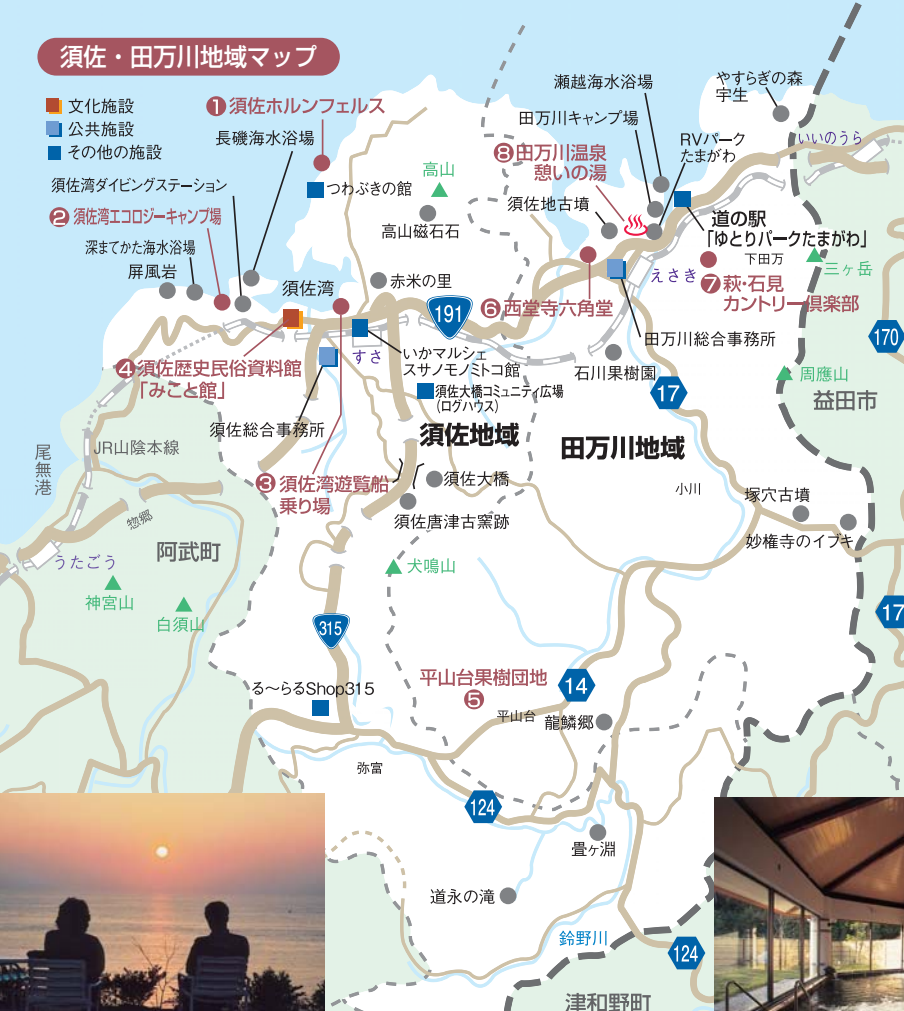 須佐・田万川地域マップ
文化施設
公共施設
その他の施設
❶須佐ホルンフェルス
長磯海水浴場
須佐湾ダイビングステーション
❷須佐湾エコロジーキャンプ場
深まてかた海水浴場
屏風岩
つわぶきの館
高山
高山磁石石
須佐湾
赤米の里
瀬越海水浴場
田万川キャンプ場
❽田万川温泉
憩いの湯
須佐地古墳
やすらぎの森
宇生
RVパーク
たまがわ
いいのうら
道の駅
「ゆとりパークたまがわ」
下田万
えさき
❼萩・石見
カントリー倶楽部
三ヶ岳
❻西堂寺六角堂
田万川総合事務所
191
170
❹須佐歴史民俗資料館
「みこと館」
すさ
いかマルシェ
スサノモノミトコ館
須佐大橋コミュニティ広場
(ログハウス)
石川果樹園
17
周應山
益田市
須佐総合事務所
須佐地域
田万川地域
尾無港
JR山陰本線
❸須佐湾遊覧船
乗り場
須佐大橋
須佐唐津古窯跡
小川
塚穴古墳
妙権寺のイブキ
惣郷
阿武町
うたごう
神宮山
白須山
犬鳴山
17
315
る〜らるShop315
平山台果樹団地
❺
14
平山台
龍鱗郷
弥富
124
畳ヶ淵
道永の滝
鈴野川
124
津和野町